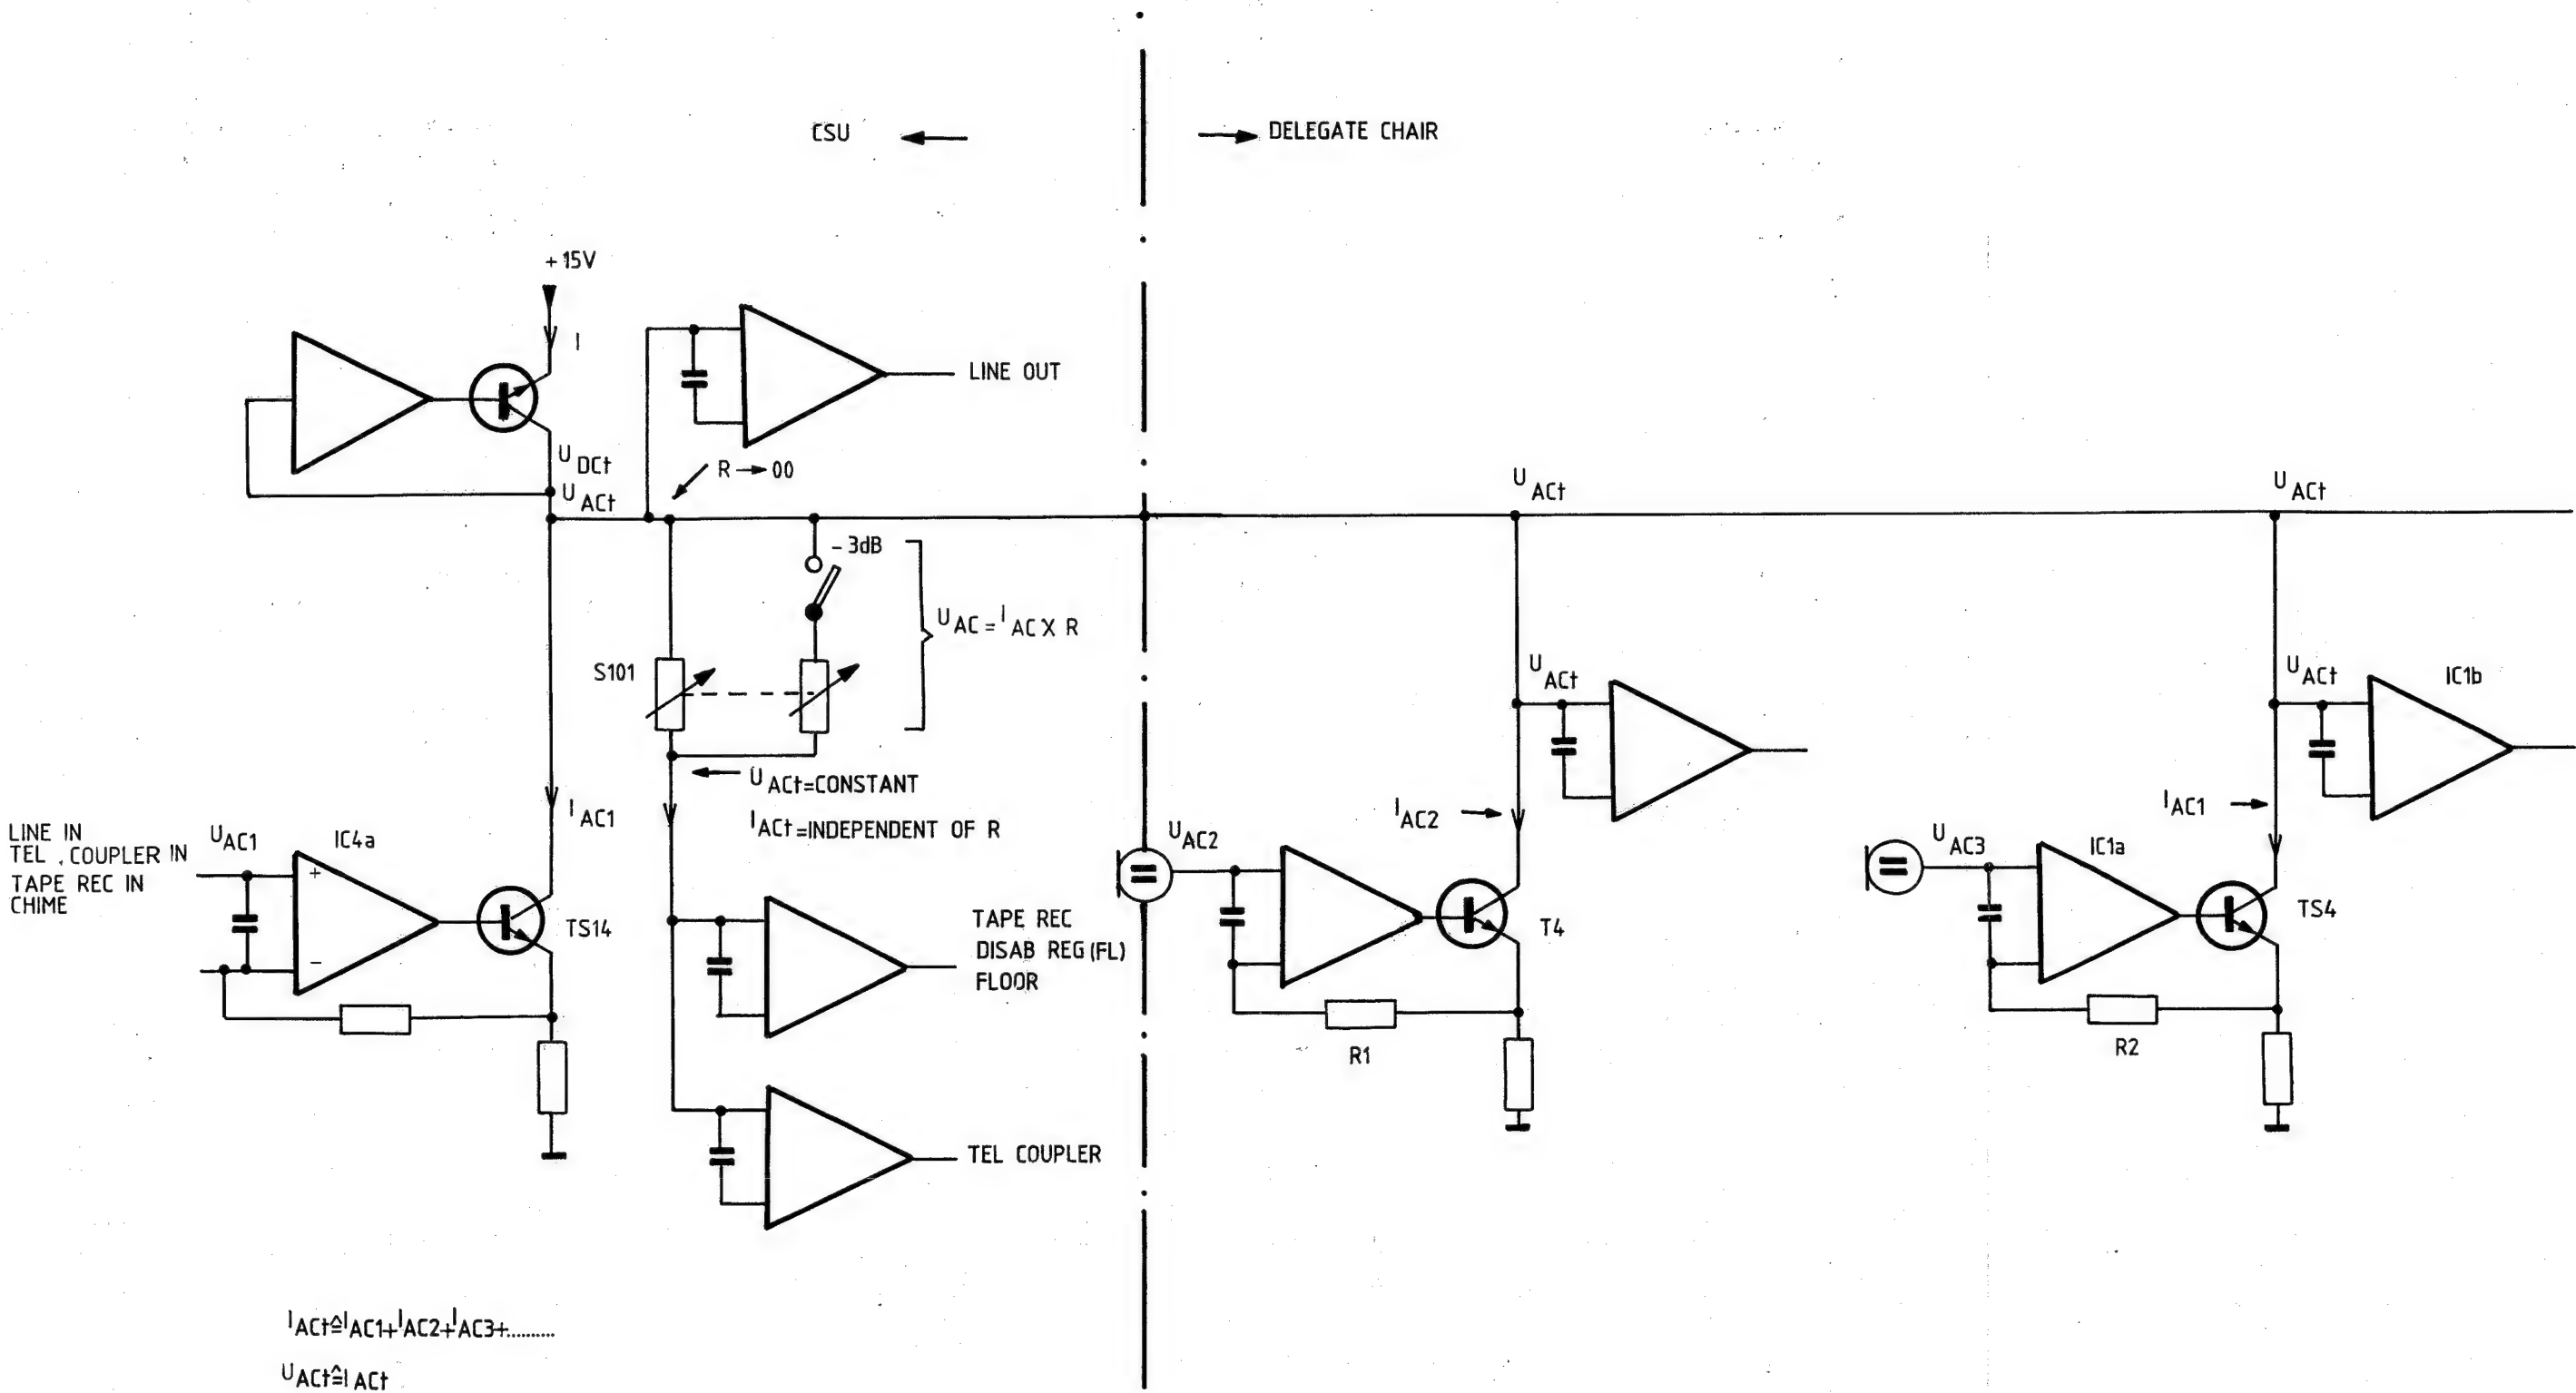 CSU
DELEGATE CHAIR
+15V
I
LINE OUT
U DCt
U ACt
R → 00
U ACt
U ACt
- 3dB
U AC = I AC X R
S101
U ACt
U ACt
IC1b
U ACt=CONSTANT
I ACt=INDEPENDENT OF R
I AC1
I AC2
I AC1
LINE IN
TEL . COUPLER IN
TAPE REC IN
CHIME
U AC1
IC4a
+
−
TS14
U AC2
U AC3
IC1a
T4
TS4
TAPE REC
DISAB REG (FL)
FLOOR
R1
R2
TEL COUPLER
I ACt≙I AC1+I AC2+I AC3+..........
U ACt≙I ACt